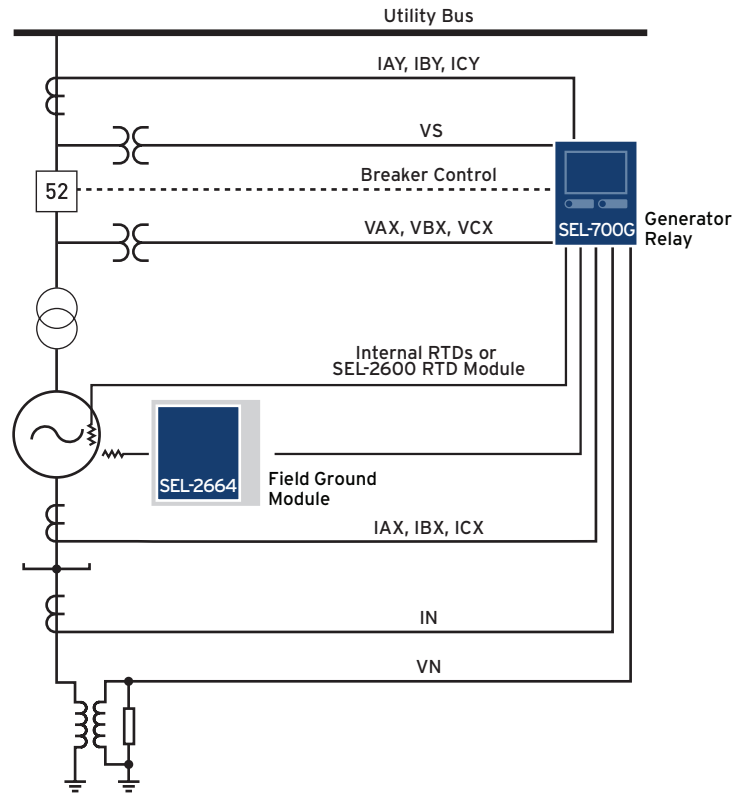 Utility Bus
IAY, IBY, ICY
VS
Breaker Control
52
VAX, VBX, VCX
SEL-700G
Generator
Relay
Internal RTDs or
SEL-2600 RTD Module
SEL-2664
Field Ground
Module
IAX, IBX, ICX
IN
VN